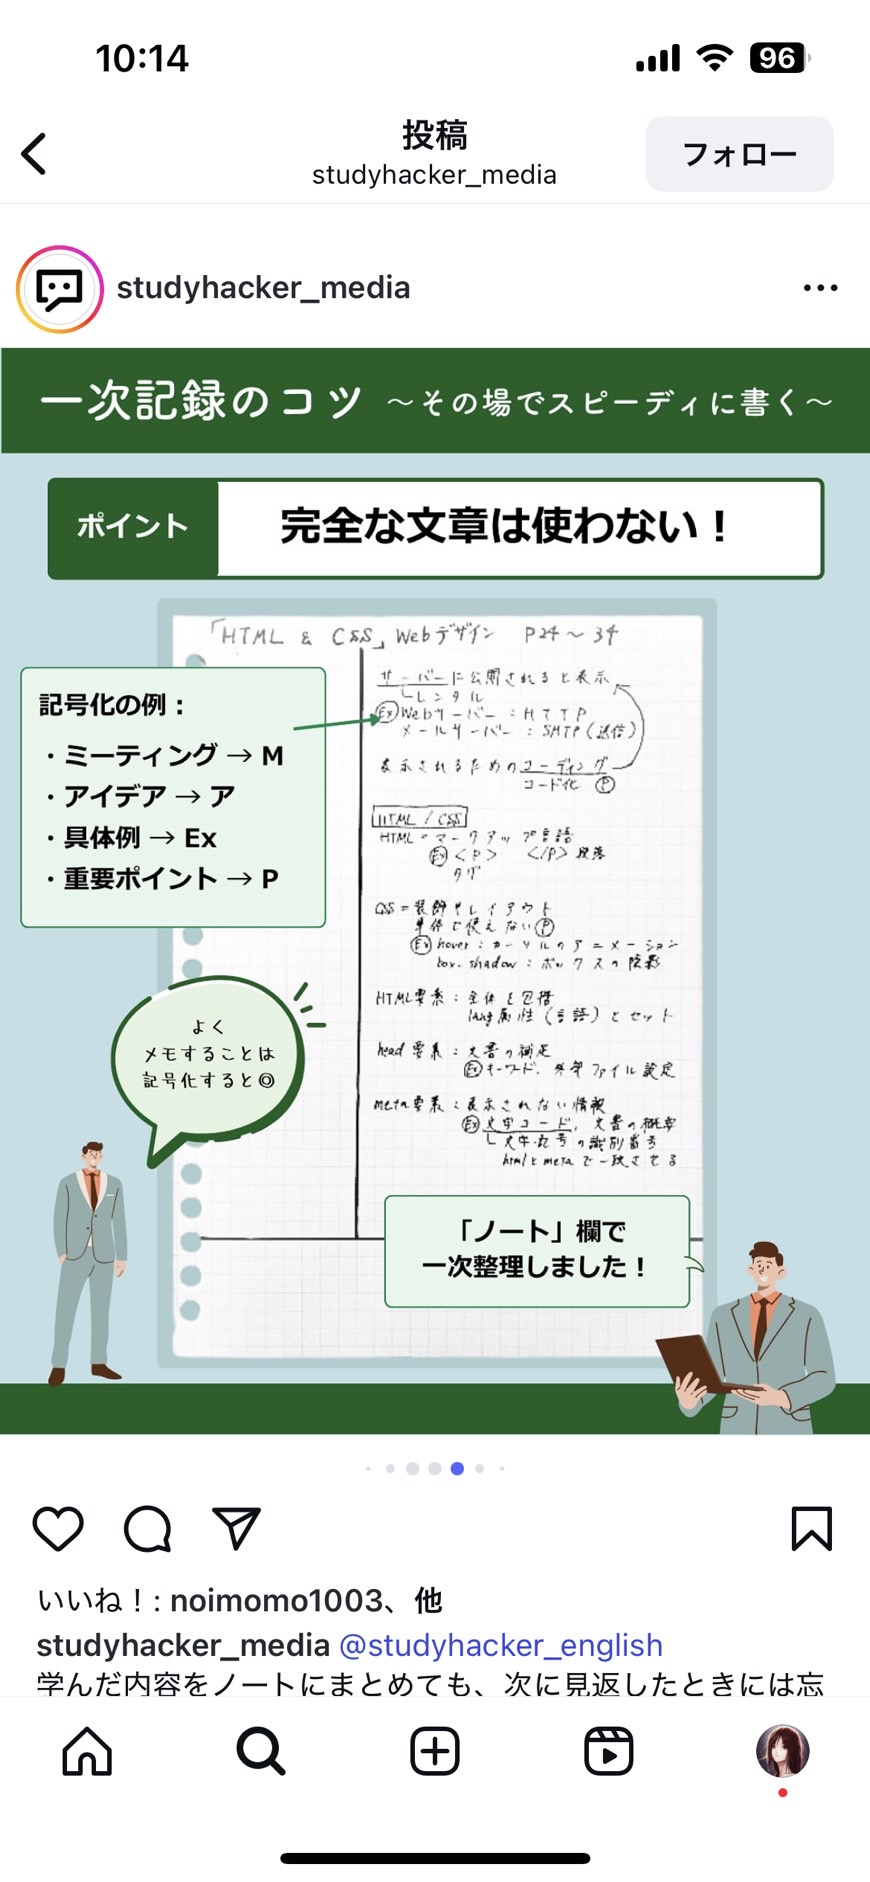 10:14
96
投稿
studyhacker_media
フォロー
studyhacker_media
一次記録のコツ ～その場でスピーディに書く～
ポイント
完全な文章は使わない！
「HTML & CSS」Webデザイン P24～34
記号化の例：
・ミーティング → M
・アイデア → ア
・具体例 → Ex
・重要ポイント → P
サーバーに公開されると表示
レンタル
Ex Webサーバー：HTTP
メールサーバー：SMTP(送信)
表示されるためのコーディング
コード化 P
HTML / CSS
HTML=マークアップ言語
Ex <P> </P> 段落
タグ
CSS=装飾やレイアウト
単体で使えない P
Ex hover：カーソルのアニメーション
box-shadow：ボックスの陰影
HTML要素：全体を包括
lang属性(言語)とセット
head要素：文書の補足
Ex キーワード、外部ファイル設定
meta要素：表示されない情報
Ex 文字コード、文書の概要
文字・記号の識別番号
htmlとmetaで一致させる
よく
メモすることは
記号化すると◎
「ノート」欄で
一次整理しました！
いいね！: noimomo1003、他
studyhacker_media @studyhacker_english
学んだ内容をノートにまとめても、次に見返したときには忘